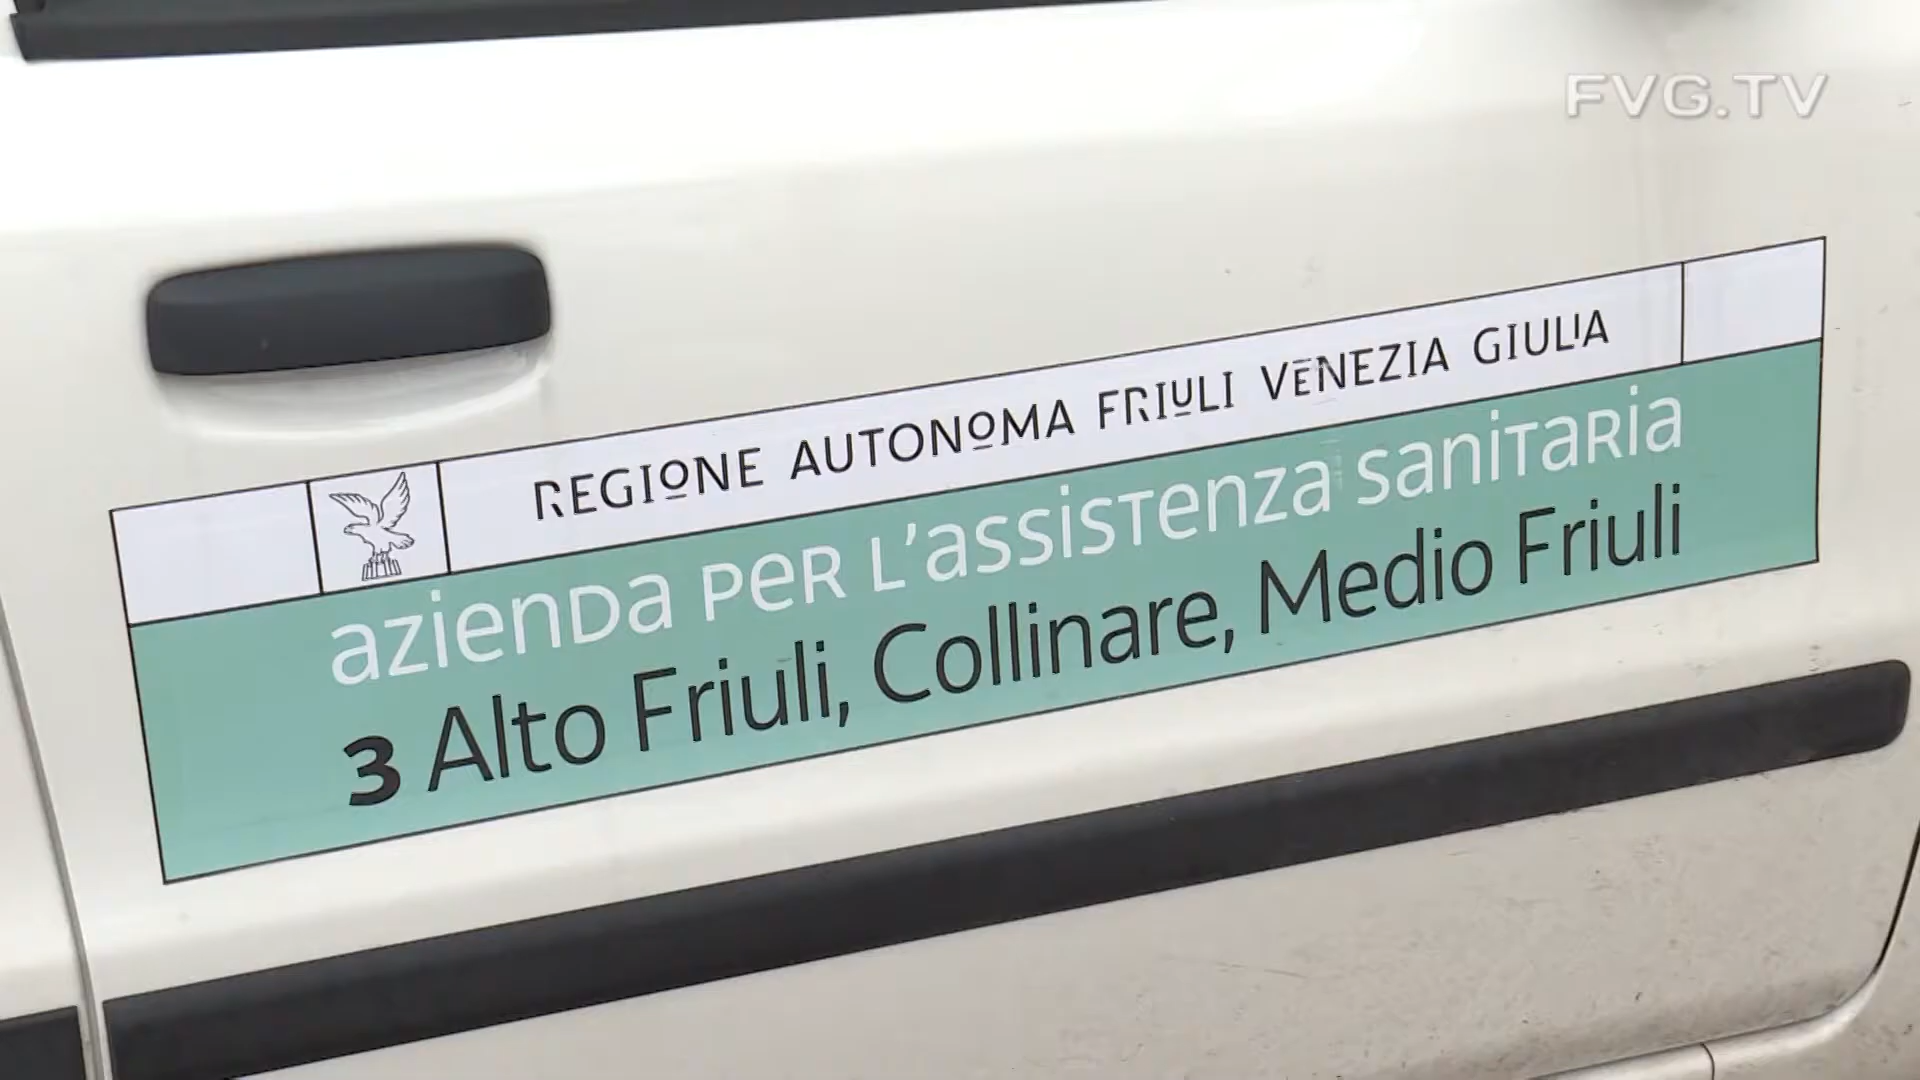 FVG.TV
REGIONE AUTONOMA FRIULI VENEZIA GIULIA
azienda per l'assistenza sanitaria
3 Alto Friuli, Collinare, Medio Friuli